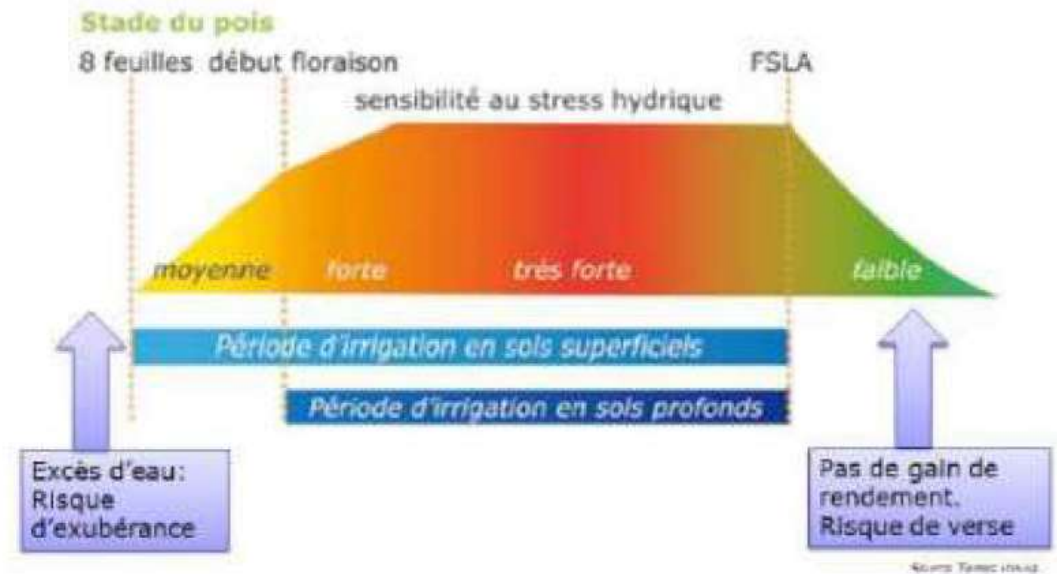 Stade du pois
8 feuilles début floraison
FSLA
sensibilité au stress hydrique
moyenne
forte
très forte
faible
Période d'irrigation en sols superficiels
Période d'irrigation en sols profonds
Excès d'eau:
Risque
d'exubérance
Pas de gain de
rendement.
Risque de verse
Source Terres